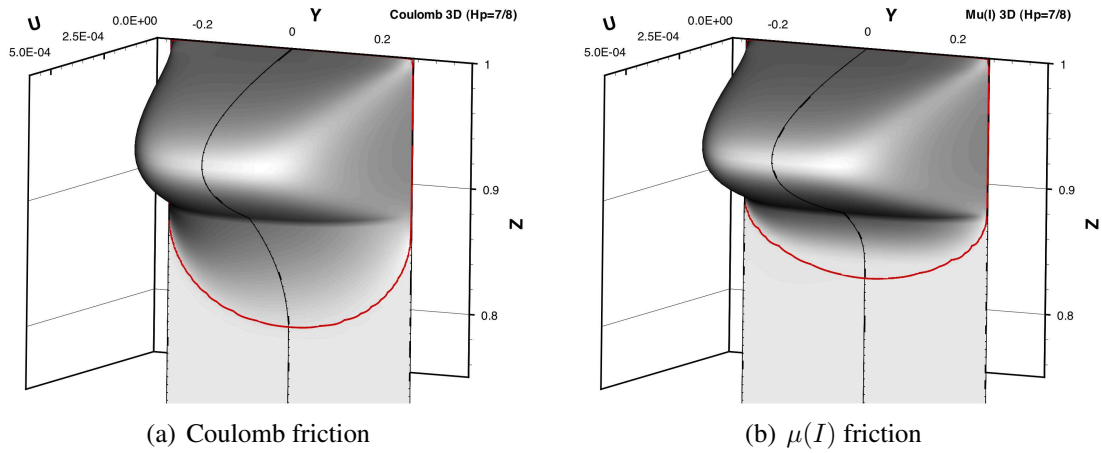 U
5.0E-04
2.5E-04
0.0E+00
-0.2
Y
0
0.2
Coulomb 3D (Hp=7/8)
1
0.9
Z
0.8
(a) Coulomb friction
U
5.0E-04
2.5E-04
0.0E+00
-0.2
Y
0
0.2
Mu(I) 3D (Hp=7/8)
1
0.9
Z
0.8
(b) μ(I) friction